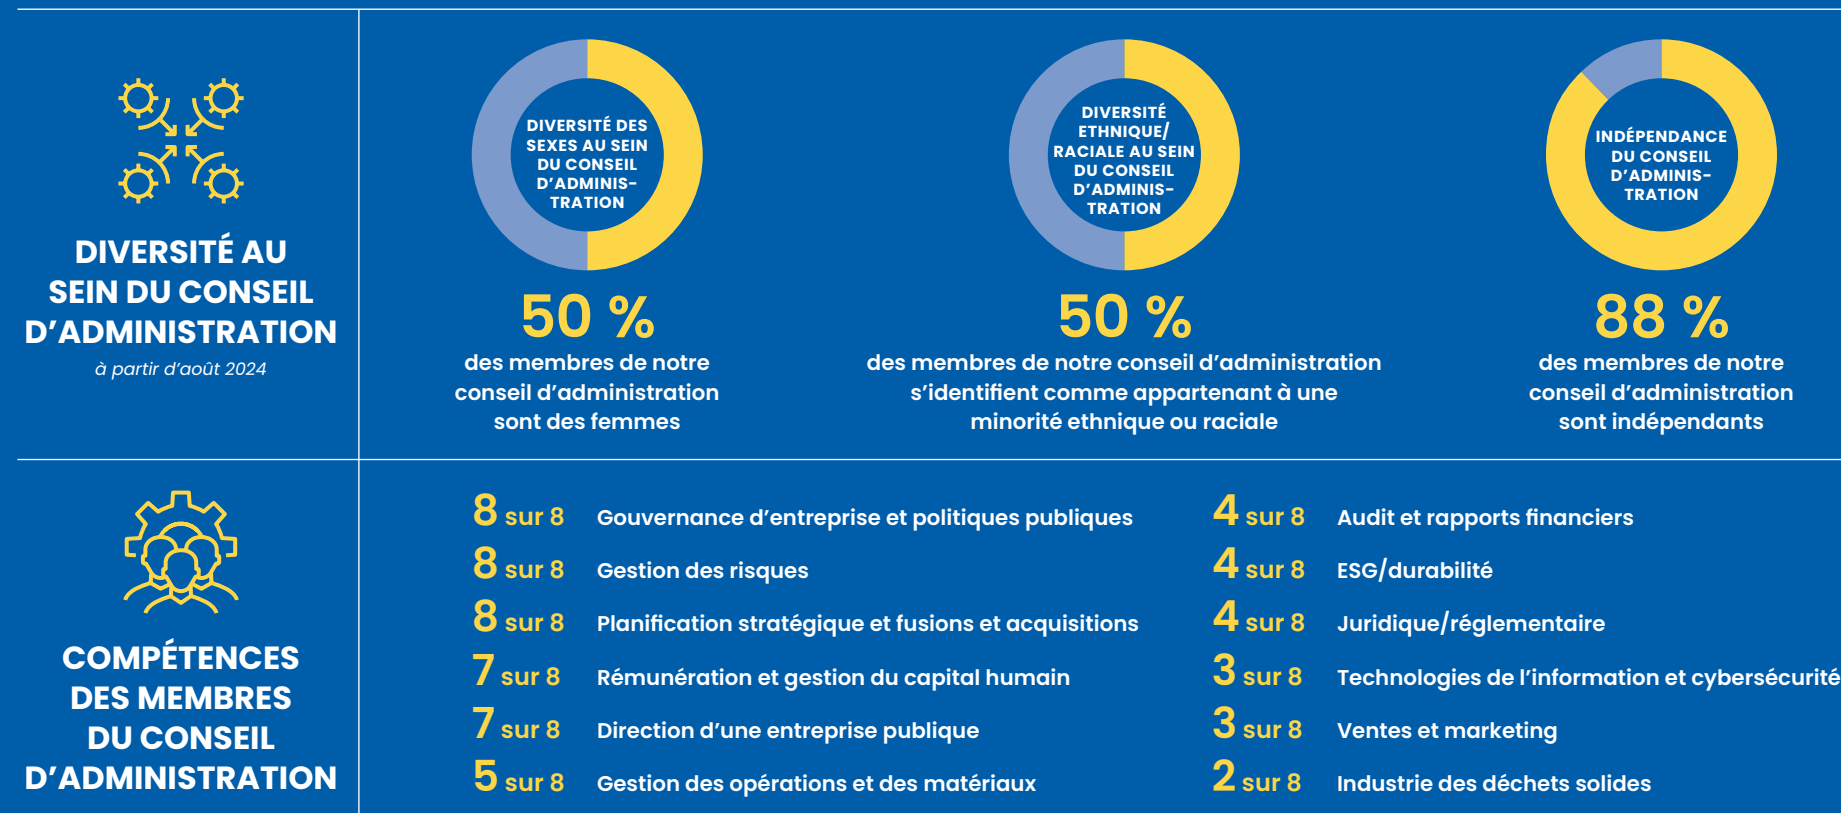 DIVERSITÉ AU
SEIN DU CONSEIL
D’ADMINISTRATION
à partir d’août 2024
DIVERSITÉ DES
SEXES AU SEIN
DU CONSEIL
D’ADMINIS-
TRATION
50 %
des membres de notre
conseil d’administration
sont des femmes
DIVERSITÉ
ETHNIQUE/
RACIALE AU SEIN
DU CONSEIL
D’ADMINIS-
TRATION
50 %
des membres de notre conseil d’administration
s’identifient comme appartenant à une
minorité ethnique ou raciale
INDÉPENDANCE
DU CONSEIL
D’ADMINIS-
TRATION
88 %
des membres de notre
conseil d’administration
sont indépendants
COMPÉTENCES
DES MEMBRES
DU CONSEIL
D’ADMINISTRATION
8 sur 8 Gouvernance d’entreprise et politiques publiques
8 sur 8 Gestion des risques
8 sur 8 Planification stratégique et fusions et acquisitions
7 sur 8 Rémunération et gestion du capital humain
7 sur 8 Direction d’une entreprise publique
5 sur 8 Gestion des opérations et des matériaux
4 sur 8 Audit et rapports financiers
4 sur 8 ESG/durabilité
4 sur 8 Juridique/réglementaire
3 sur 8 Technologies de l’information et cybersécurité
3 sur 8 Ventes et marketing
2 sur 8 Industrie des déchets solides